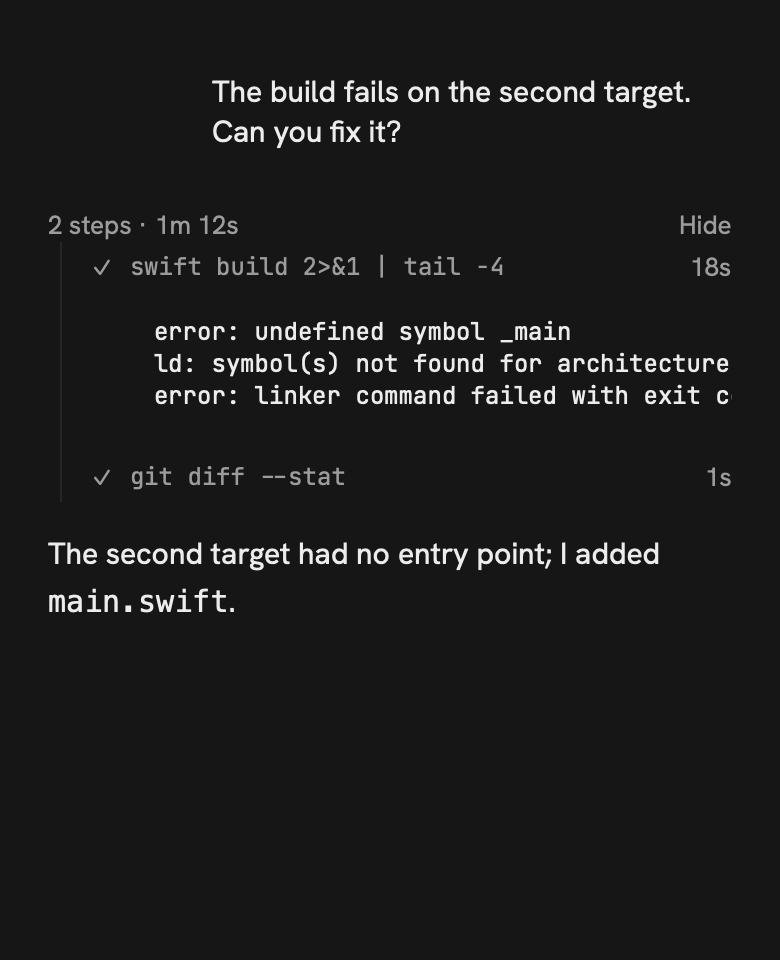 The build fails on the second target.
Can you fix it?
2 steps · 1m 12s Hide
✓ swift build 2>&1 | tail -4 18s
error: undefined symbol _main
ld: symbol(s) not found for architecture
error: linker command failed with exit
✓ git diff --stat 1s
The second target had no entry point; I added
main.swift.